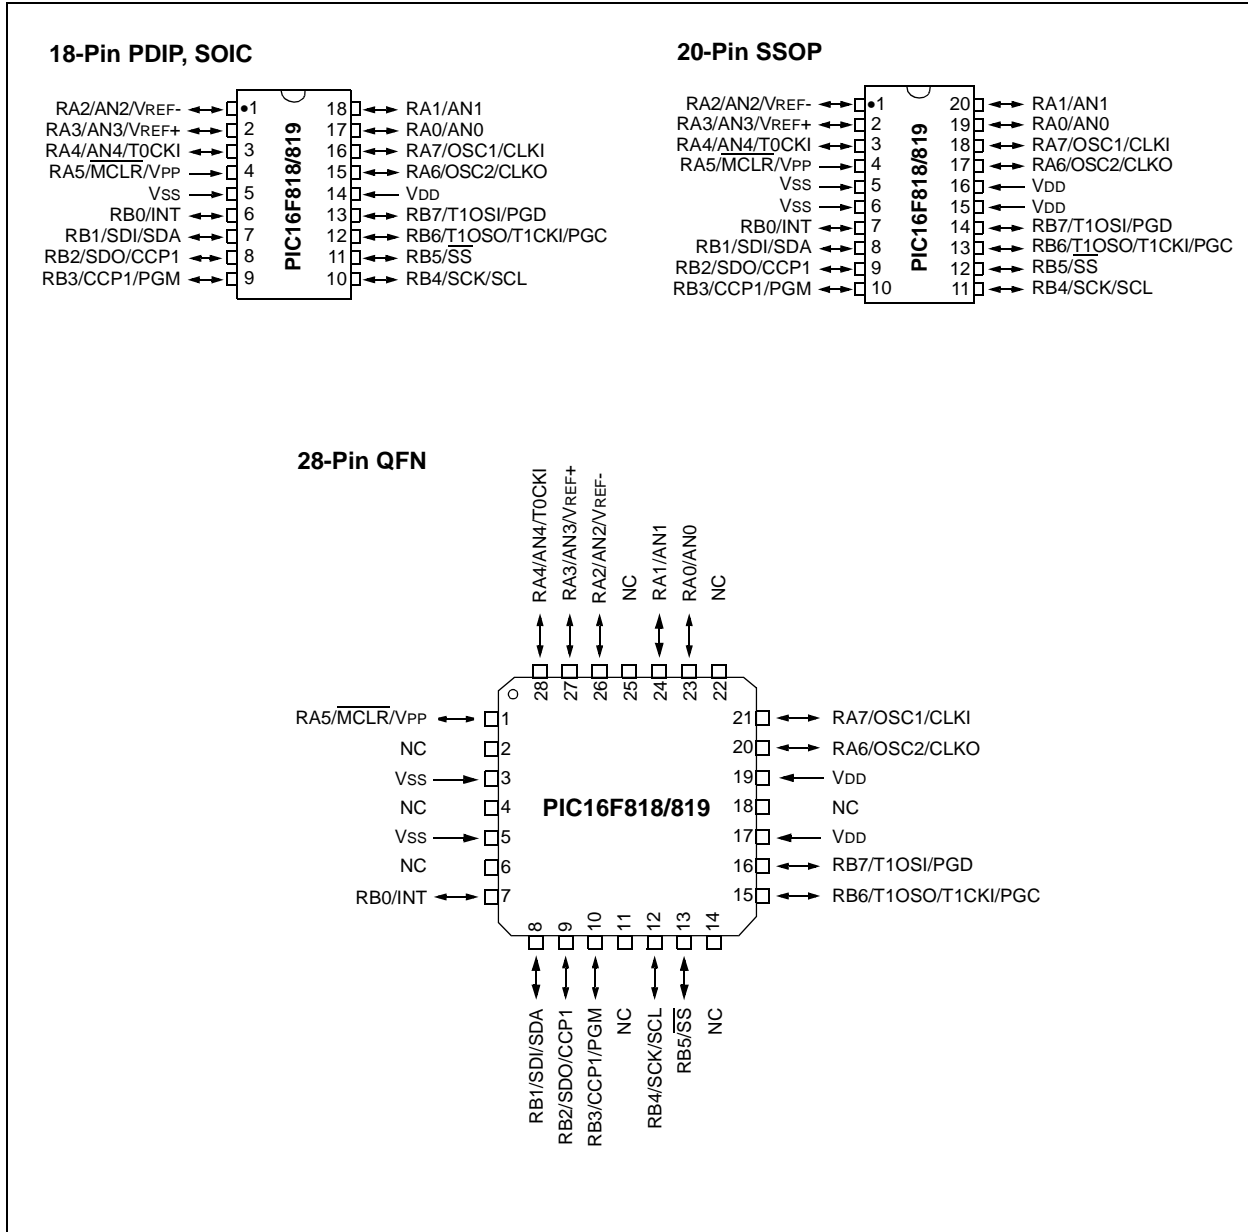 18-Pin PDIP, SOIC
RA2/AN2/VREF- 1 18 RA1/AN1
RA3/AN3/VREF+ 2 17 RA0/AN0
RA4/AN4/T0CKI 3 16 RA7/OSC1/CLKI
RA5/MCLR/VPP 4 15 RA6/OSC2/CLKO
VSS 5 14 VDD
RB0/INT 6 13 RB7/T1OSI/PGD
RB1/SDI/SDA 7 12 RB6/T1OSO/T1CKI/PGC
RB2/SDO/CCP1 8 11 RB5/SS
RB3/CCP1/PGM 9 10 RB4/SCK/SCL
PIC16F818/819
20-Pin SSOP
RA2/AN2/VREF- 1 20 RA1/AN1
RA3/AN3/VREF+ 2 19 RA0/AN0
RA4/AN4/T0CKI 3 18 RA7/OSC1/CLKI
RA5/MCLR/VPP 4 17 RA6/OSC2/CLKO
VSS 5 16 VDD
VSS 6 15 VDD
RB0/INT 7 14 RB7/T1OSI/PGD
RB1/SDI/SDA 8 13 RB6/T1OSO/T1CKI/PGC
RB2/SDO/CCP1 9 12 RB5/SS
RB3/CCP1/PGM 10 11 RB4/SCK/SCL
PIC16F818/819
28-Pin QFN
RA4/AN4/T0CKI 28
RA3/AN3/VREF+ 27
RA2/AN2/VREF- 26
NC 25
RA1/AN1 24
RA0/AN0 23
NC 22
RA5/MCLR/VPP 1 21 RA7/OSC1/CLKI
NC 2 20 RA6/OSC2/CLKO
VSS 3 19 VDD
NC 4 PIC16F818/819 18 NC
VSS 5 17 VDD
NC 6 16 RB7/T1OSI/PGD
RB0/INT 7 15 RB6/T1OSO/T1CKI/PGC
8 RB1/SDI/SDA
9 RB2/SDO/CCP1
10 RB3/CCP1/PGM
11 NC
12 RB4/SCK/SCL
13 RB5/SS
14 NC